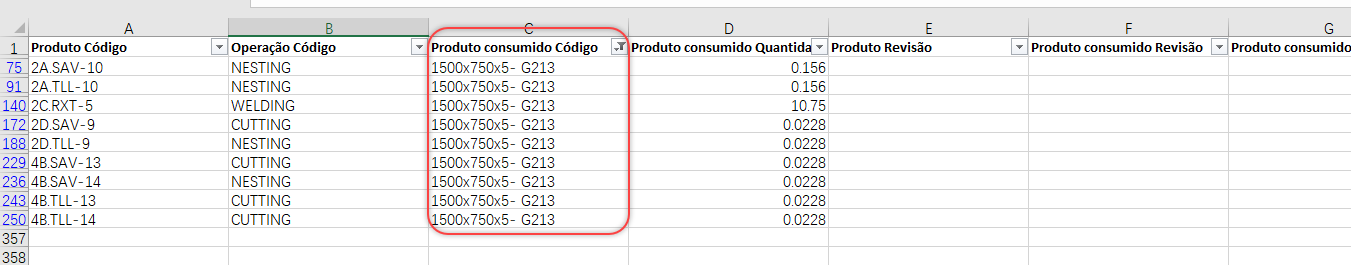 A B C D E F G
1 Produto Código Operação Código Produto consumido Código Produto consumido Quantida Produto Revisão Produto consumido Revisão Produto consumido
75 2A.SAV-10 NESTING 1500x750x5- G213 0.156
91 2A.TLL-10 NESTING 1500x750x5- G213 0.156
140 2C.RXT-5 WELDING 1500x750x5- G213 10.75
172 2D.SAV-9 CUTTING 1500x750x5- G213 0.0228
188 2D.TLL-9 NESTING 1500x750x5- G213 0.0228
229 4B.SAV-13 CUTTING 1500x750x5- G213 0.0228
236 4B.SAV-14 NESTING 1500x750x5- G213 0.0228
243 4B.TLL-13 CUTTING 1500x750x5- G213 0.0228
250 4B.TLL-14 CUTTING 1500x750x5- G213 0.0228
357
358